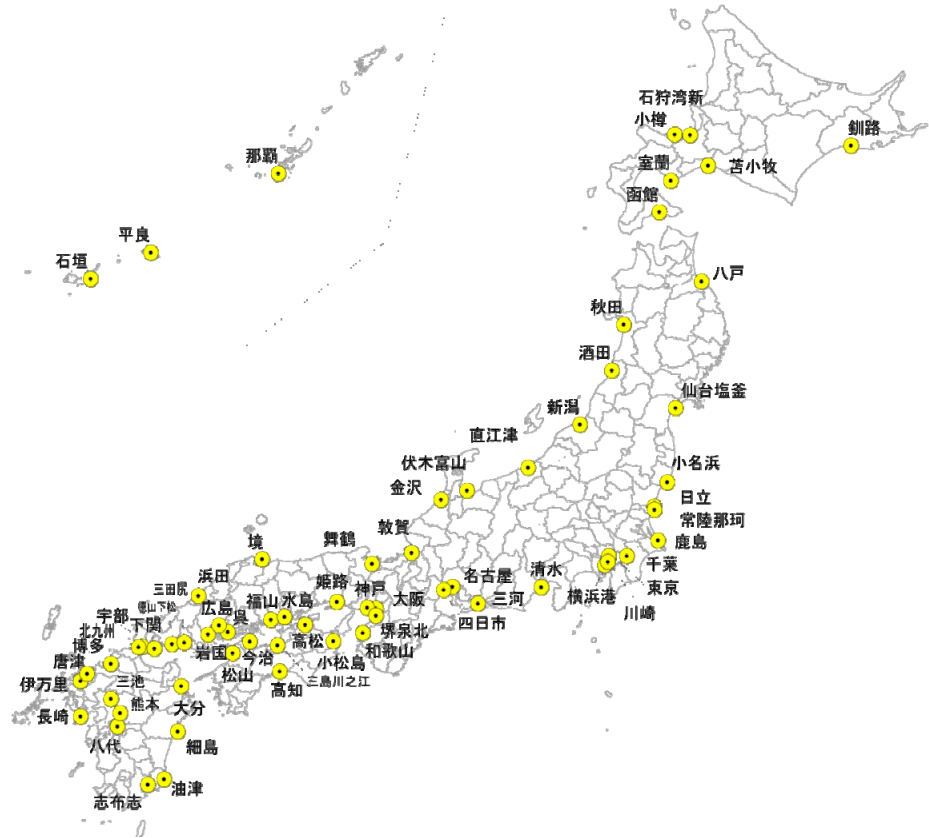 石狩湾新
小樽
釧路
室蘭
苫小牧
函館
那覇
平良
石垣
八戸
秋田
酒田
仙台塩釜
新潟
直江津
伏木富山
小名浜
金沢
日立
常陸那珂
敦賀
舞鶴
鹿島
境
千葉
浜田
三田尻
姫路
神戸
名古屋
清水
東京
徳山下松
広島
福山
水島
大阪
三河
横浜港
川崎
宇部
下関
呉
四日市
北九州
堺泉北
博多
岩国
今治
高松
小松島
和歌山
唐津
松山
三島川之江
伊万里
三池
高知
熊本
大分
長崎
八代
細島
油津
志布志